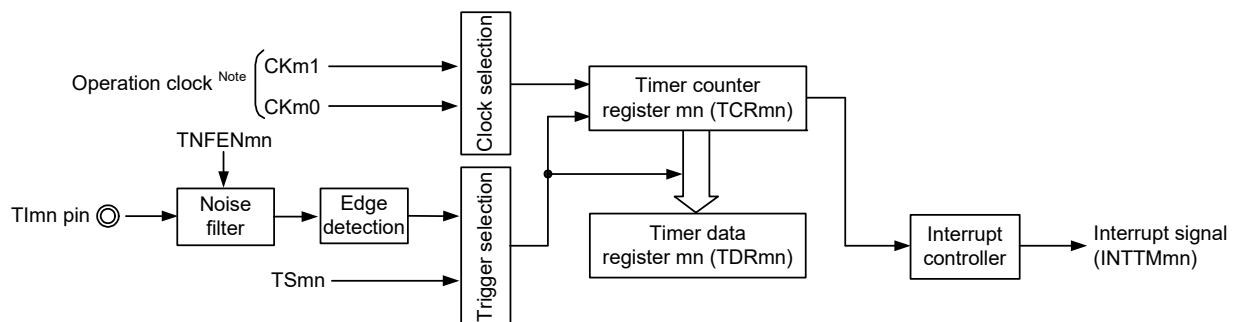 Operation clock Note
CKm1
CKm0
Clock selection
Timer counter
register mn (TCRmn)
TNFENmn
TImn pin
Noise
filter
Edge
detection
TSmn
Trigger selection
Timer data
register mn (TDRmn)
Interrupt
controller
Interrupt signal
(INTTMmn)